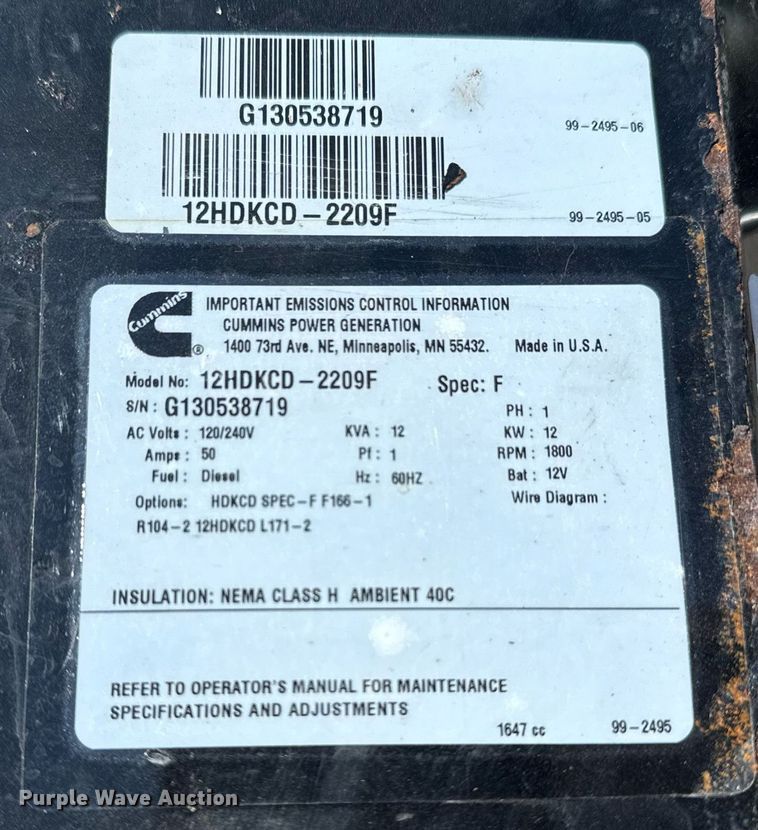 G130538719
99-2495-06
12HDKCD-2209F
99-2495-05
Cummins ®
IMPORTANT EMISSIONS CONTROL INFORMATION
CUMMINS POWER GENERATION
1400 73rd Ave. NE, Minneapolis, MN 55432. Made in U.S.A.
Model No: 12HDKCD-2209F Spec: F
S/N: G130538719 PH: 1
AC Volts: 120/240V KVA: 12 KW: 12
Amps: 50 Pf: 1 RPM: 1800
Fuel: Diesel Hz: 60HZ Bat: 12V
Options: HDKCD SPEC-F F166-1 Wire Diagram:
R104-2 12HDKCD L171-2
INSULATION: NEMA CLASS H AMBIENT 40C
REFER TO OPERATOR'S MANUAL FOR MAINTENANCE
SPECIFICATIONS AND ADJUSTMENTS
1647 cc 99-2495
Purple Wave Auction